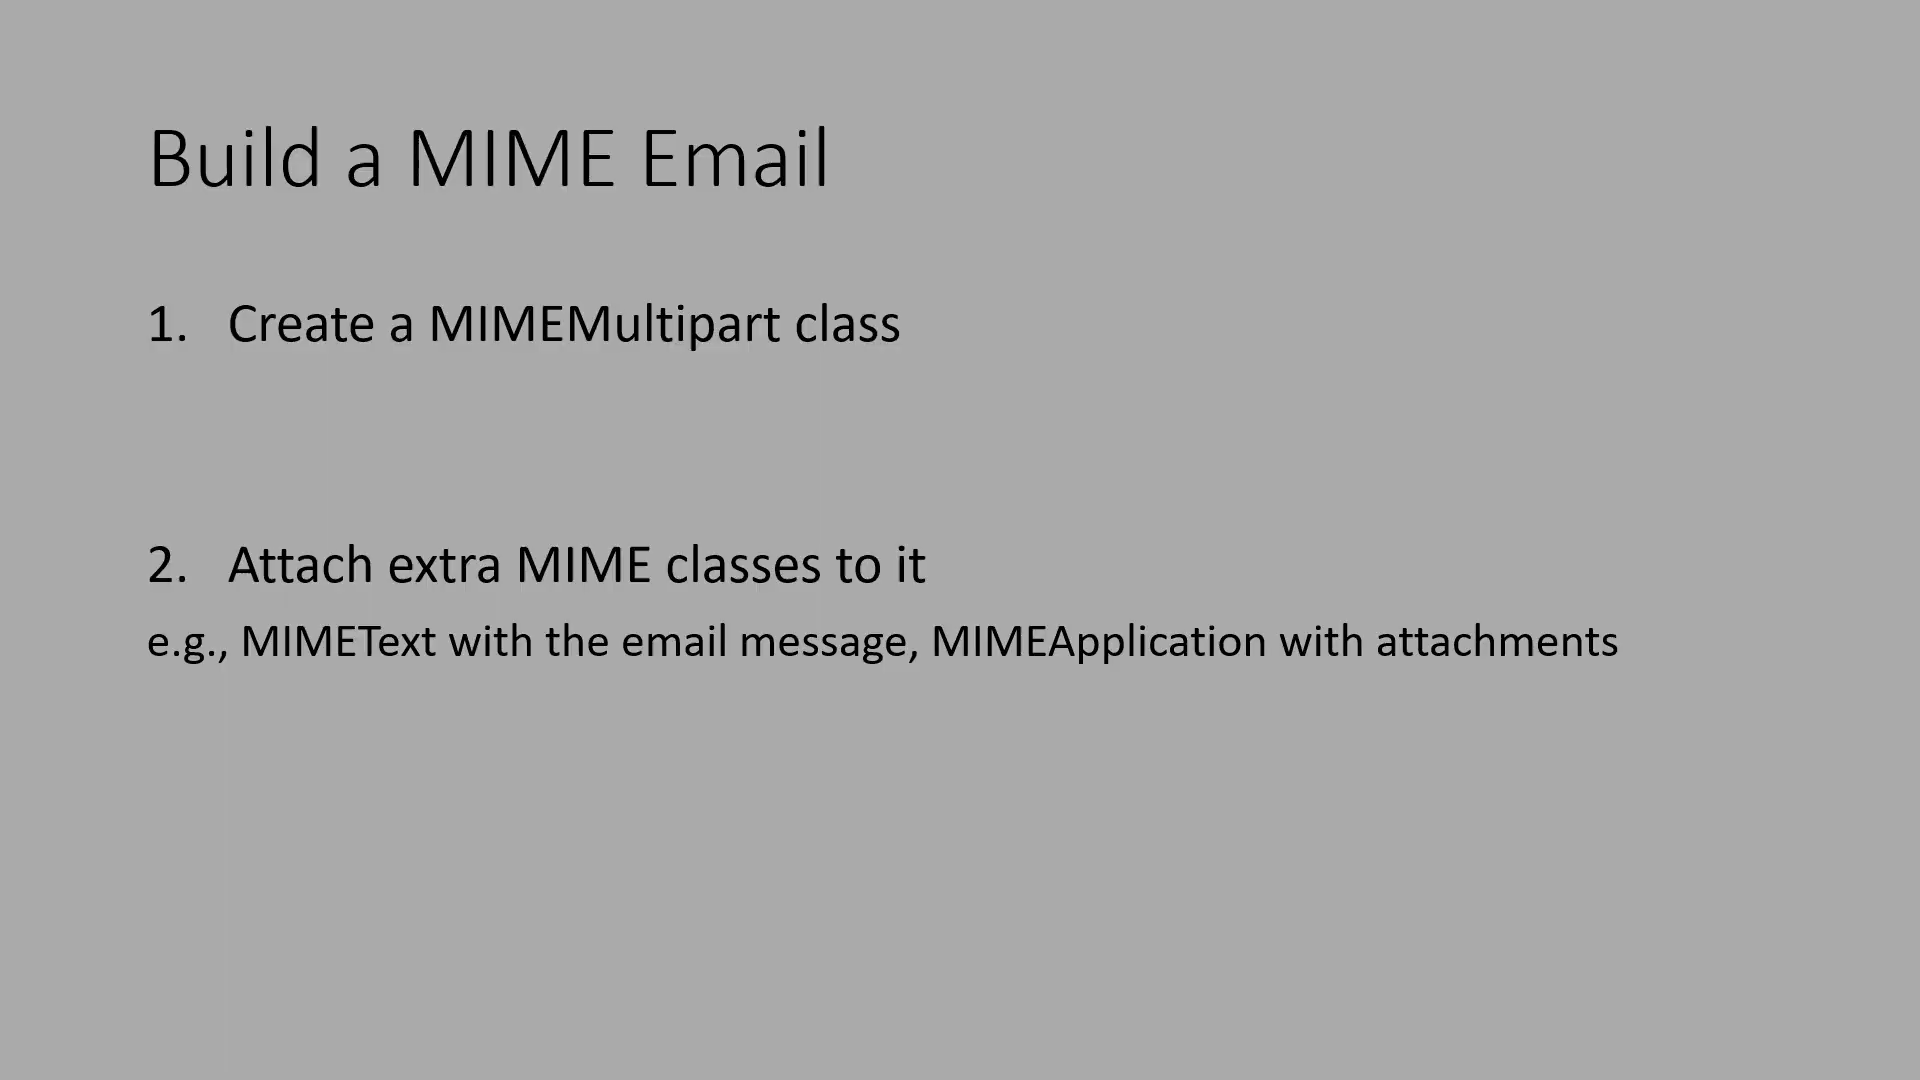 Build a MIME Email
1. Create a MIMEMultipart class
2. Attach extra MIME classes to it
e.g., MIMEText with the email message, MIMEApplication with attachments